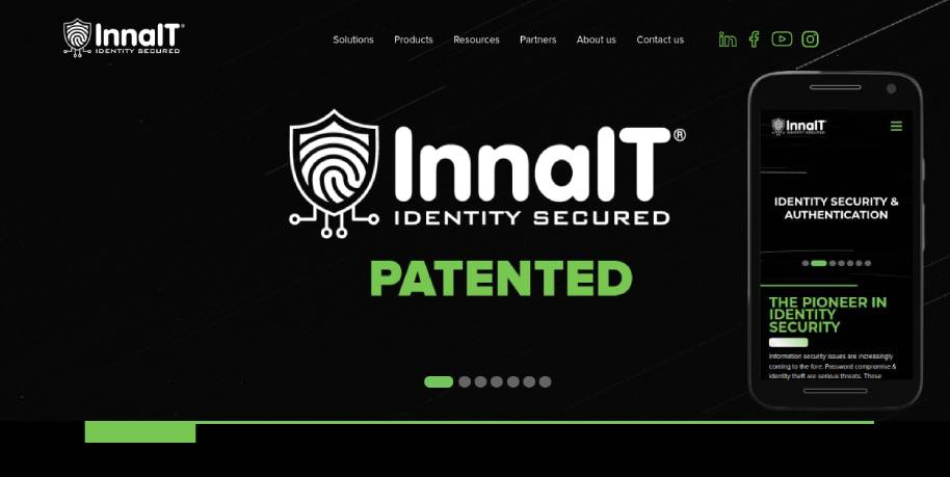 InnaIT®
IDENTITY SECURED
Solutions Products Resources Partners About us Contact us
in f
InnaIT®
IDENTITY SECURED
PATENTED
InnaIT
IDENTITY SECURED
IDENTITY SECURITY &
AUTHENTICATION
THE PIONEER IN
IDENTITY
SECURITY
Information security issues are increasingly
coming to the fore. Password compromise &
identity theft are serious threats. These